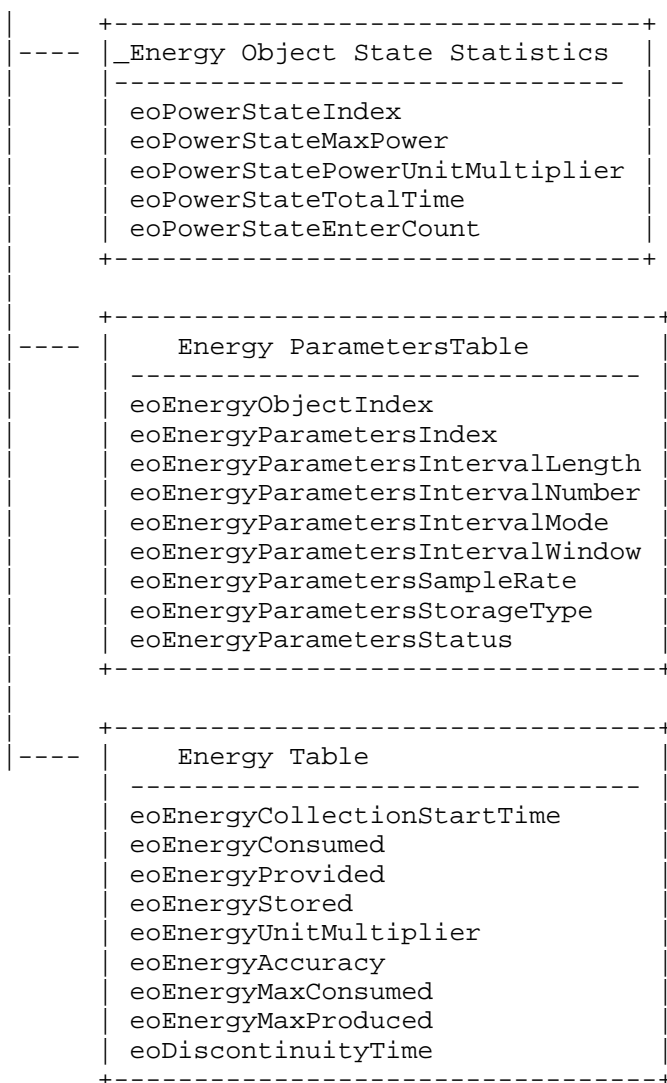 |     +---------------------------------+
|---- |_Energy Object State Statistics  |
|     |-------------------------------- |
|     | eoPowerStateIndex               |
|     | eoPowerStateMaxPower            |
|     | eoPowerStatePowerUnitMultiplier |
|     | eoPowerStateTotalTime           |
|     | eoPowerStateEnterCount          |
|     +---------------------------------+
|
|     +----------------------------------+
|---- |    Energy ParametersTable        |
|     | -------------------------------- |
|     | eoEnergyObjectIndex              |
|     | eoEnergyParametersIndex          |
|     | eoEnergyParametersIntervalLength |
|     | eoEnergyParametersIntervalNumber |
|     | eoEnergyParametersIntervalMode   |
|     | eoEnergyParametersIntervalWindow |
|     | eoEnergyParametersSampleRate     |
|     | eoEnergyParametersStorageType    |
|     | eoEnergyParametersStatus         |
|     +----------------------------------+
|
|     +----------------------------------+
|---- |    Energy Table                  |
      | -------------------------------- |
      | eoEnergyCollectionStartTime      |
      | eoEnergyConsumed                 |
      | eoEnergyProvided                 |
      | eoEnergyStored                   |
      | eoEnergyUnitMultiplier           |
      | eoEnergyAccuracy                 |
      | eoEnergyMaxConsumed              |
      | eoEnergyMaxProduced              |
      | eoDiscontinuityTime              |
      +----------------------------------+